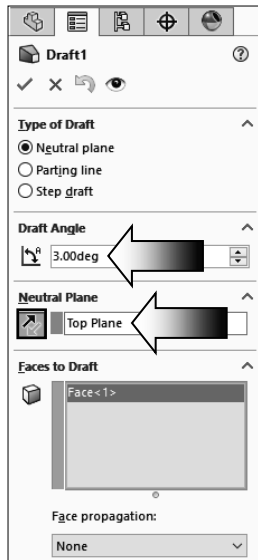 Draft1
Type of Draft
Neutral plane
Parting line
Step draft
Draft Angle
3.00deg
Neutral Plane
Top Plane
Faces to Draft
Face<1>
Face propagation:
None